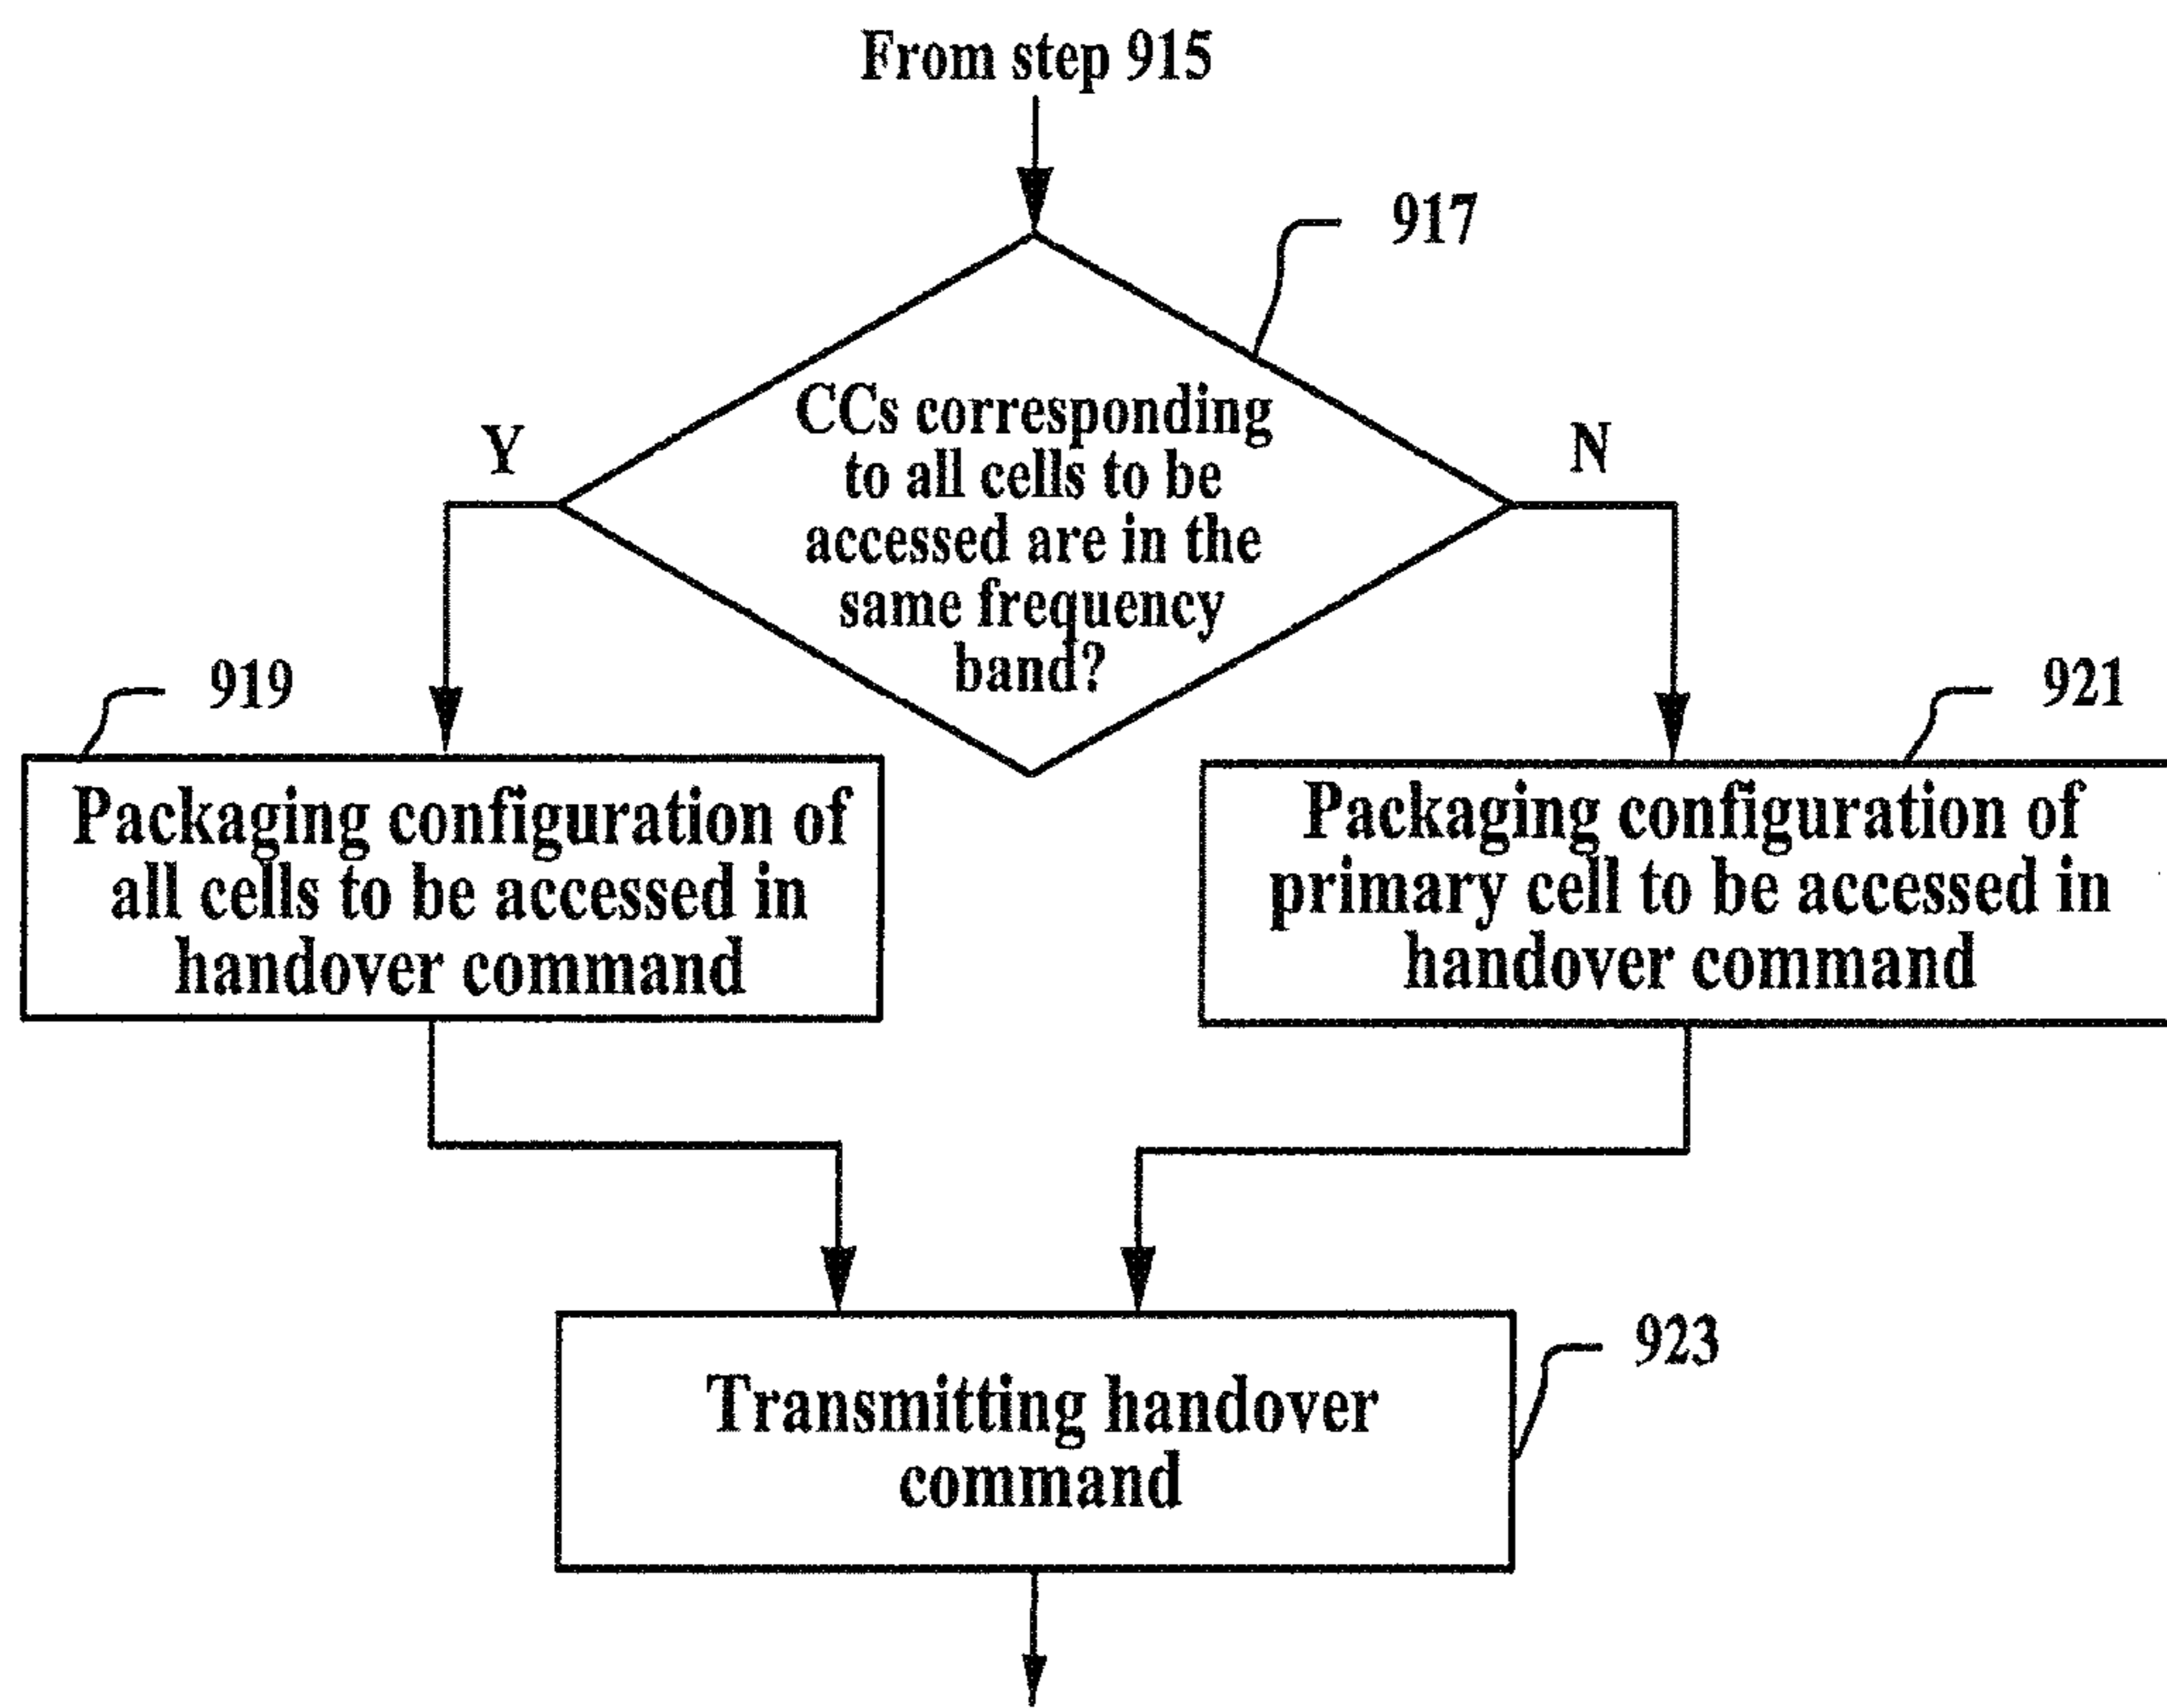 From step 915
917
CCs corresponding
to all cells to be
accessed are in the
same frequency
band?
Y
N
919
921
Packaging configuration of
all cells to be accessed in
handover command
Packaging configuration of
primary cell to be accessed in
handover command
923
Transmitting handover
command